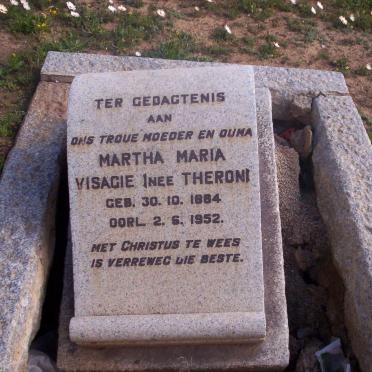 TER GEDAGTENIS
AAN
ONS TROUE MOEDER EN OUMA
MARTHA MARIA
VISAGIE (NEE THERON)
GEB. 30. 10. 1884
OORL. 2. 6. 1952.
MET CHRISTUS TE WEES
IS VERREWEG DIE BESTE.